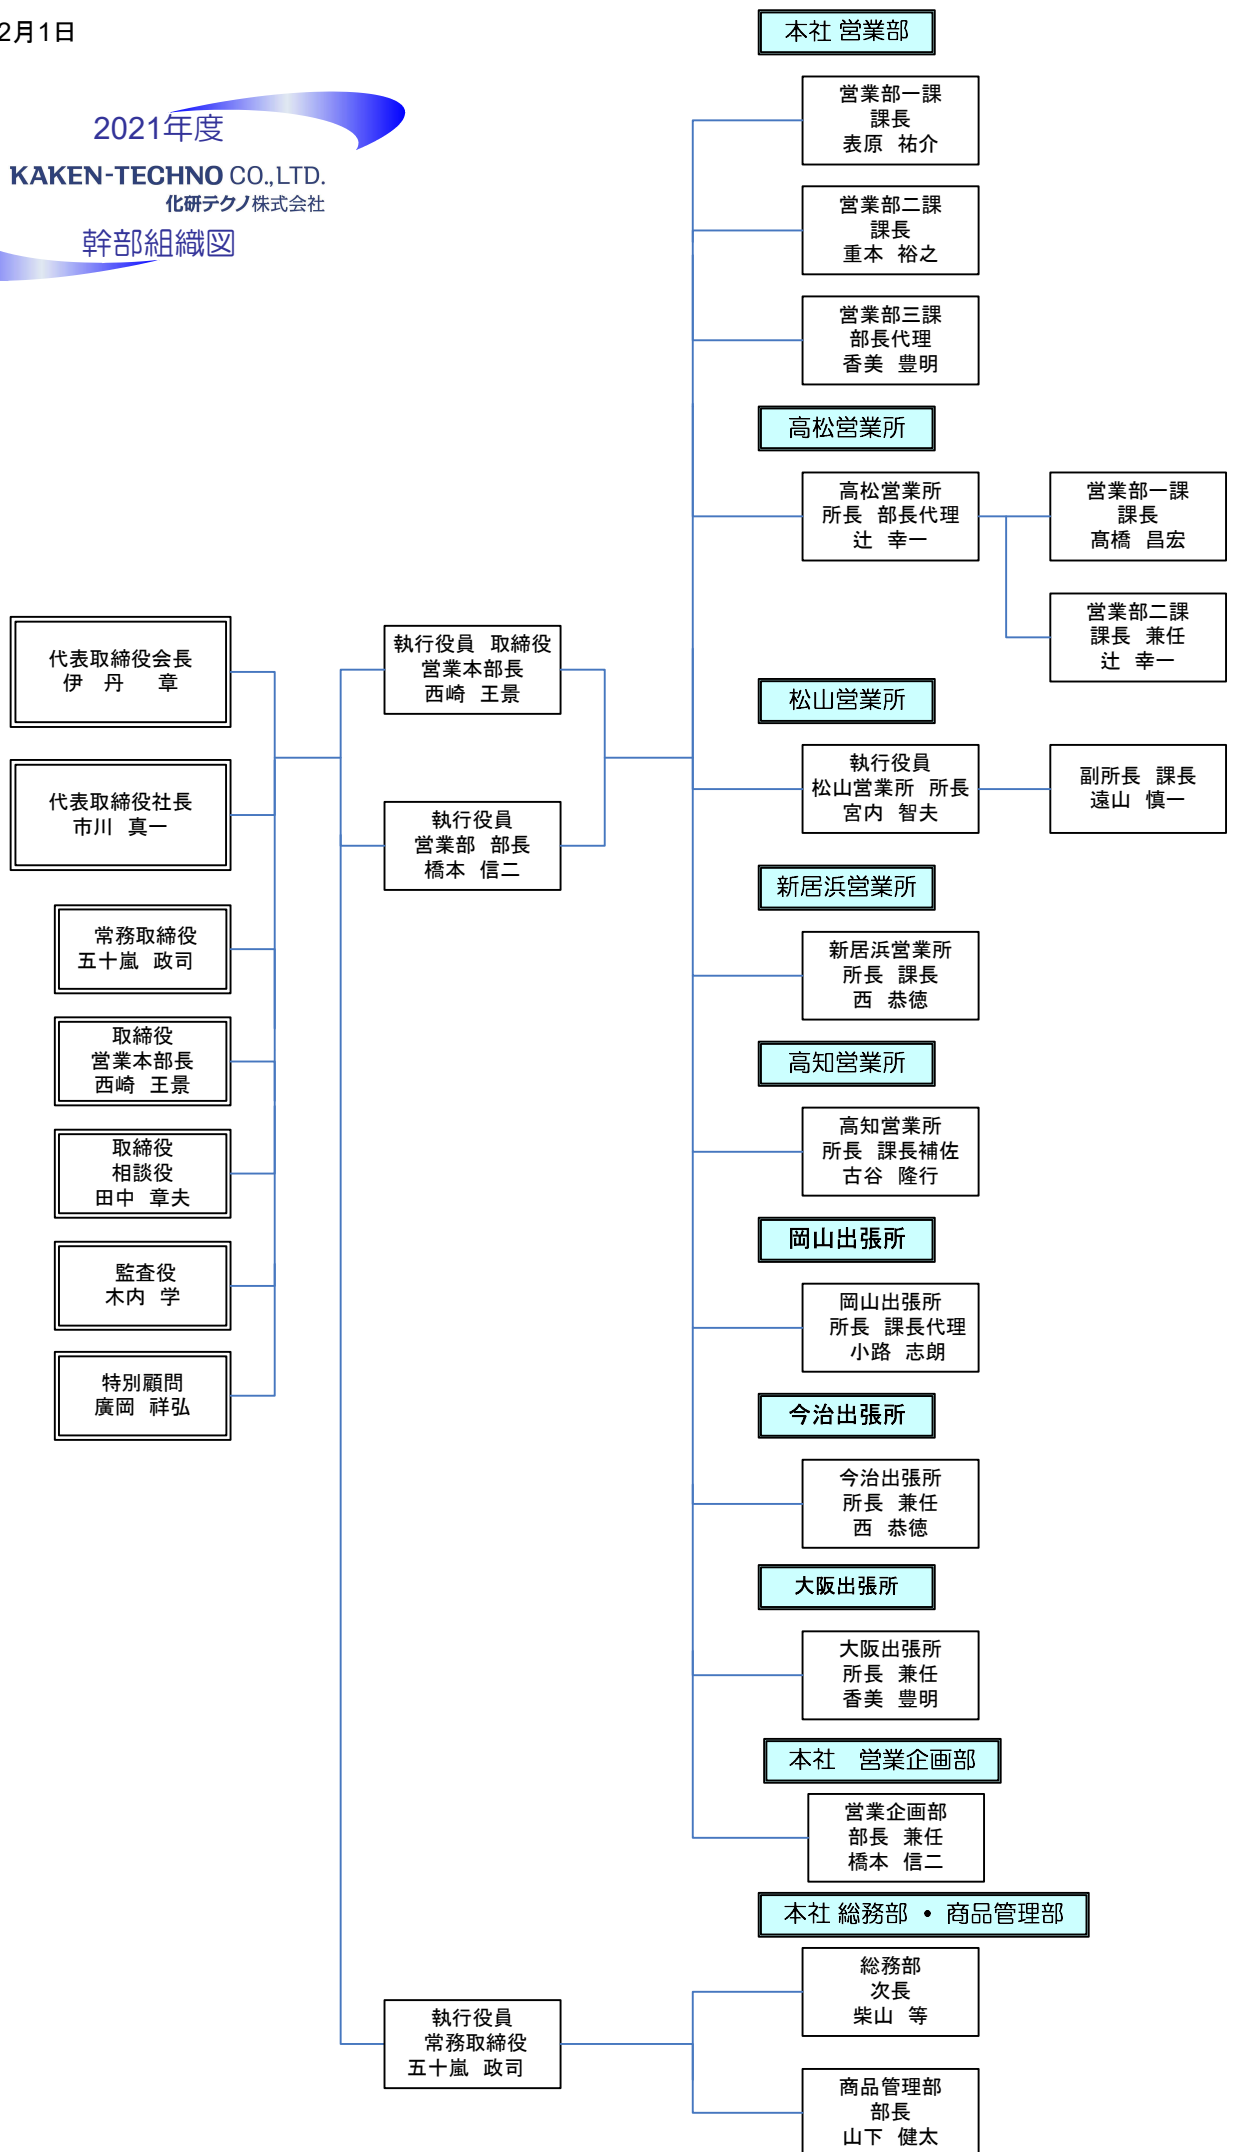 2月1日
2021年度
KAKEN-TECHNO CO.,LTD.
化研テクノ株式会社
幹部組織図
代表取締役会長
伊 丹 章
代表取締役社長
市川 真一
常務取締役
五十嵐 政司
取締役
営業本部長
西崎 王景
取締役
相談役
田中 章夫
監査役
木内 学
特別顧問
廣岡 祥弘
執行役員 取締役
営業本部長
西崎 王景
執行役員
営業部 部長
橋本 信二
執行役員
常務取締役
五十嵐 政司
本社 営業部
営業部一課
課長
表原 祐介
営業部二課
課長
重本 裕之
営業部三課
部長代理
香美 豊明
高松営業所
高松営業所
所長 部長代理
辻 幸一
営業部一課
課長
髙橋 昌宏
営業部二課
課長 兼任
辻 幸一
松山営業所
執行役員
松山営業所 所長
宮内 智夫
副所長 課長
遠山 慎一
新居浜営業所
新居浜営業所
所長 課長
西 恭徳
高知営業所
高知営業所
所長 課長補佐
古谷 隆行
岡山出張所
岡山出張所
所長 課長代理
小路 志朗
今治出張所
今治出張所
所長 兼任
西 恭徳
大阪出張所
大阪出張所
所長 兼任
香美 豊明
本社 営業企画部
営業企画部
部長 兼任
橋本 信二
本社 総務部 ・ 商品管理部
総務部
次長
柴山 等
商品管理部
部長
山下 健太